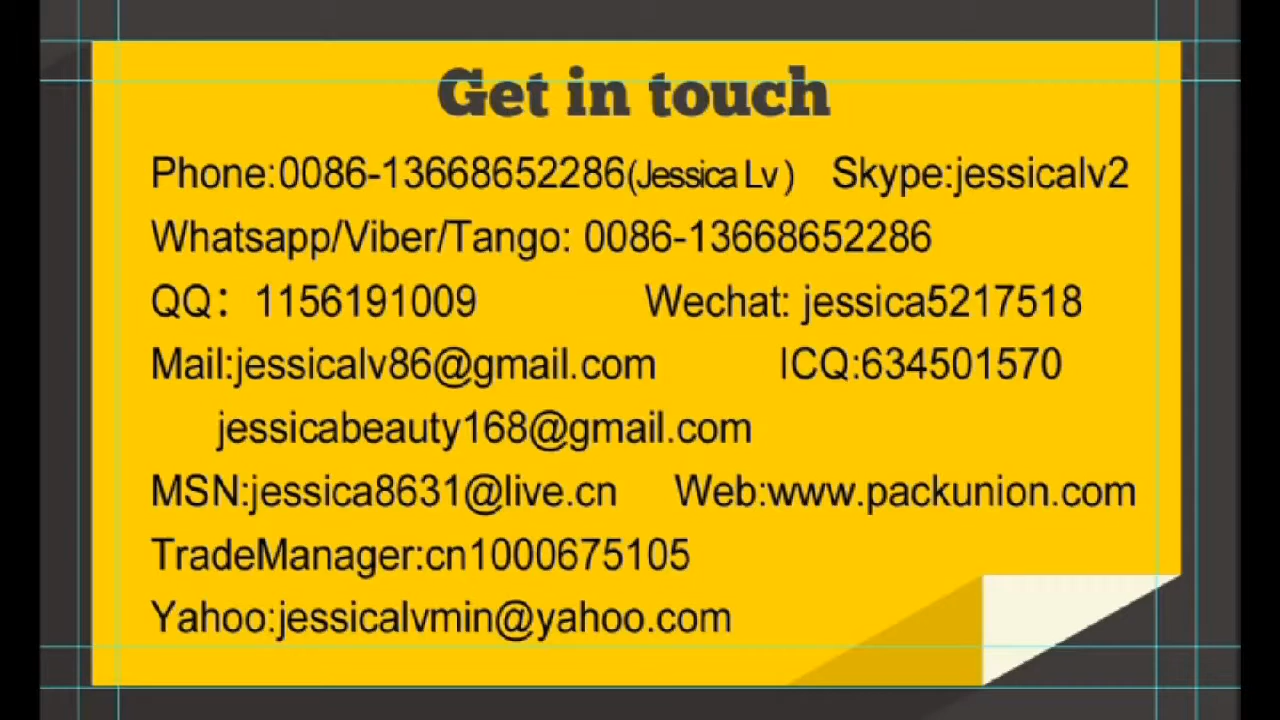 Get in touch
Phone:0086-13668652286(Jessica Lv ) Skype:jessicalv2
Whatsapp/Viber/Tango: 0086-13668652286
QQ：1156191009 Wechat: jessica5217518
Mail:jessicalv86@gmail.com ICQ:634501570
jessicabeauty168@gmail.com
MSN:jessica8631@live.cn Web:www.packunion.com
TradeManager:cn1000675105
Yahoo:jessicalvmin@yahoo.com